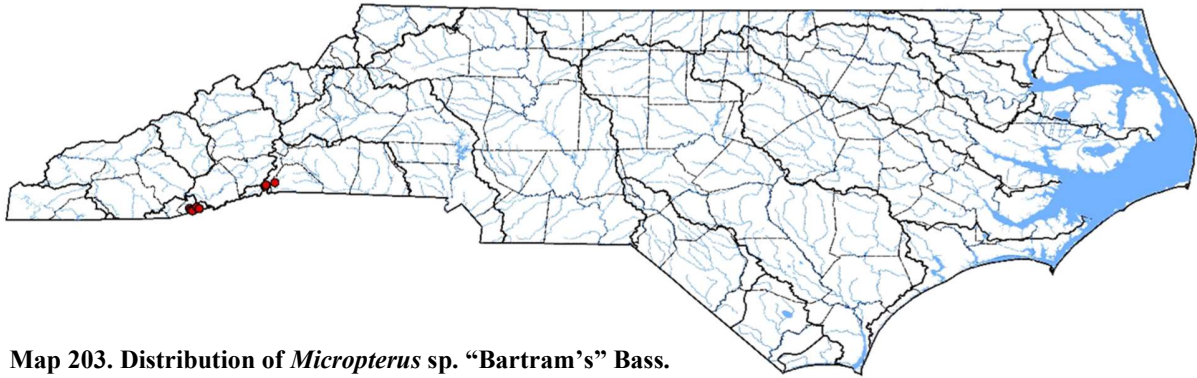 Map 203. Distribution of Micropterus sp. “Bartram’s” Bass.